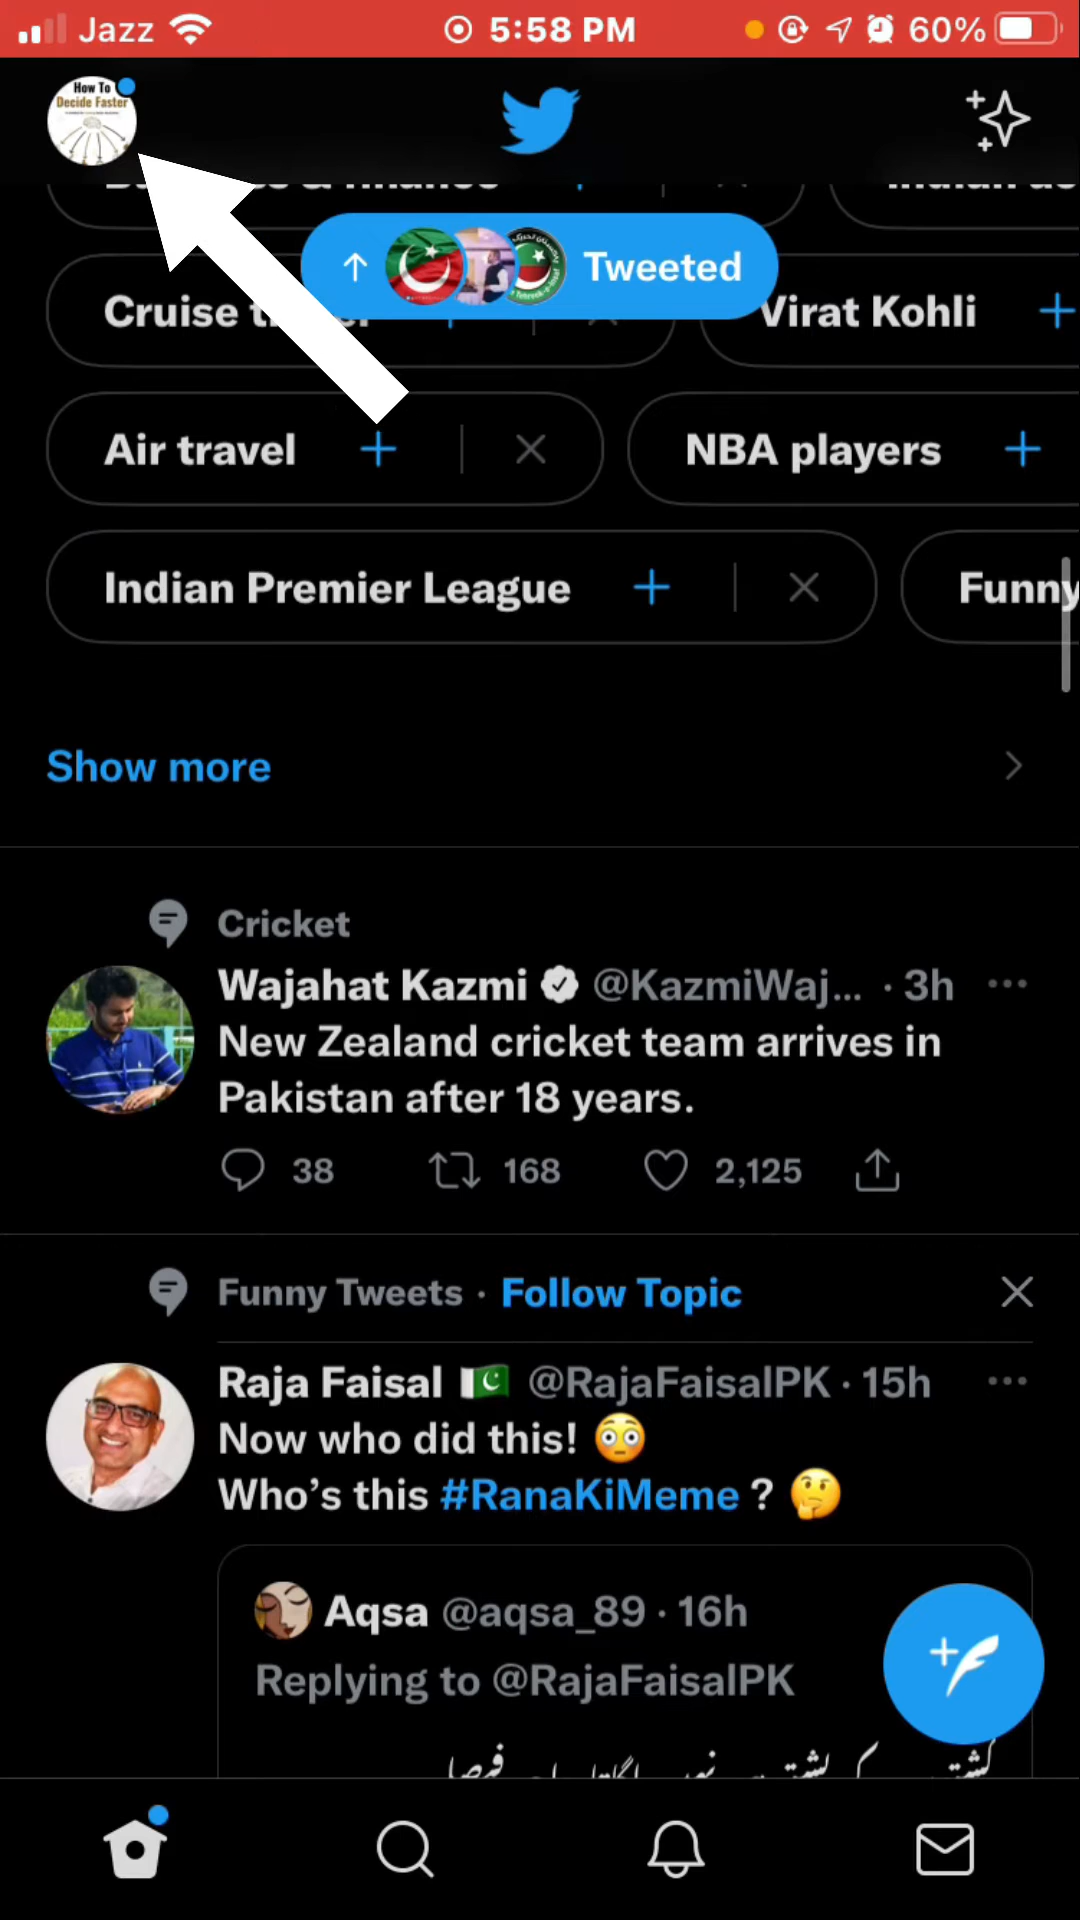 Jazz 5:58 PM 60%
How To
Decide Faster
Tweeted
Cruise Virat Kohli
Air travel NBA players
Indian Premier League Funny
Show more
Cricket
Wajahat Kazmi @KazmiWaj... · 3h
New Zealand cricket team arrives in
Pakistan after 18 years.
38 168 2,125
Funny Tweets · Follow Topic
Raja Faisal @RajaFaisalPK · 15h
Now who did this! 😳
Who’s this #RanaKiMeme ? 🤔
Aqsa @aqsa_89 · 16h
Replying to @RajaFaisalPK